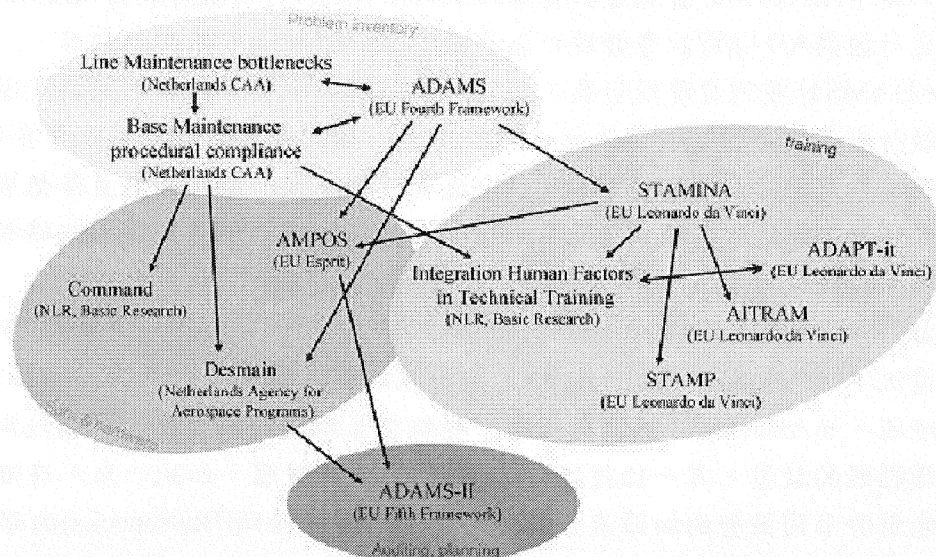 Problem inventory
Line Maintenance bottlenecks
(Netherlands CAA)
ADAMS
(EU Fourth Framework)
Base Maintenance
procedural compliance
(Netherlands CAA)
training
STAMINA
(EU Leonardo da Vinci)
AMPOS
(EU Esprit)
ADAPT-it
(EU Leonardo da Vinci)
Integration Human Factors
in Technical Training
(NLR, Basic Research)
Command
(NLR, Basic Research)
AITRAM
(EU Leonardo da Vinci)
Desmain
(Netherlands Agency for
Aerospace Programs)
STAMP
(EU Leonardo da Vinci)
ADAMS-II
(EU Fifth Framework)
Auditing, planning